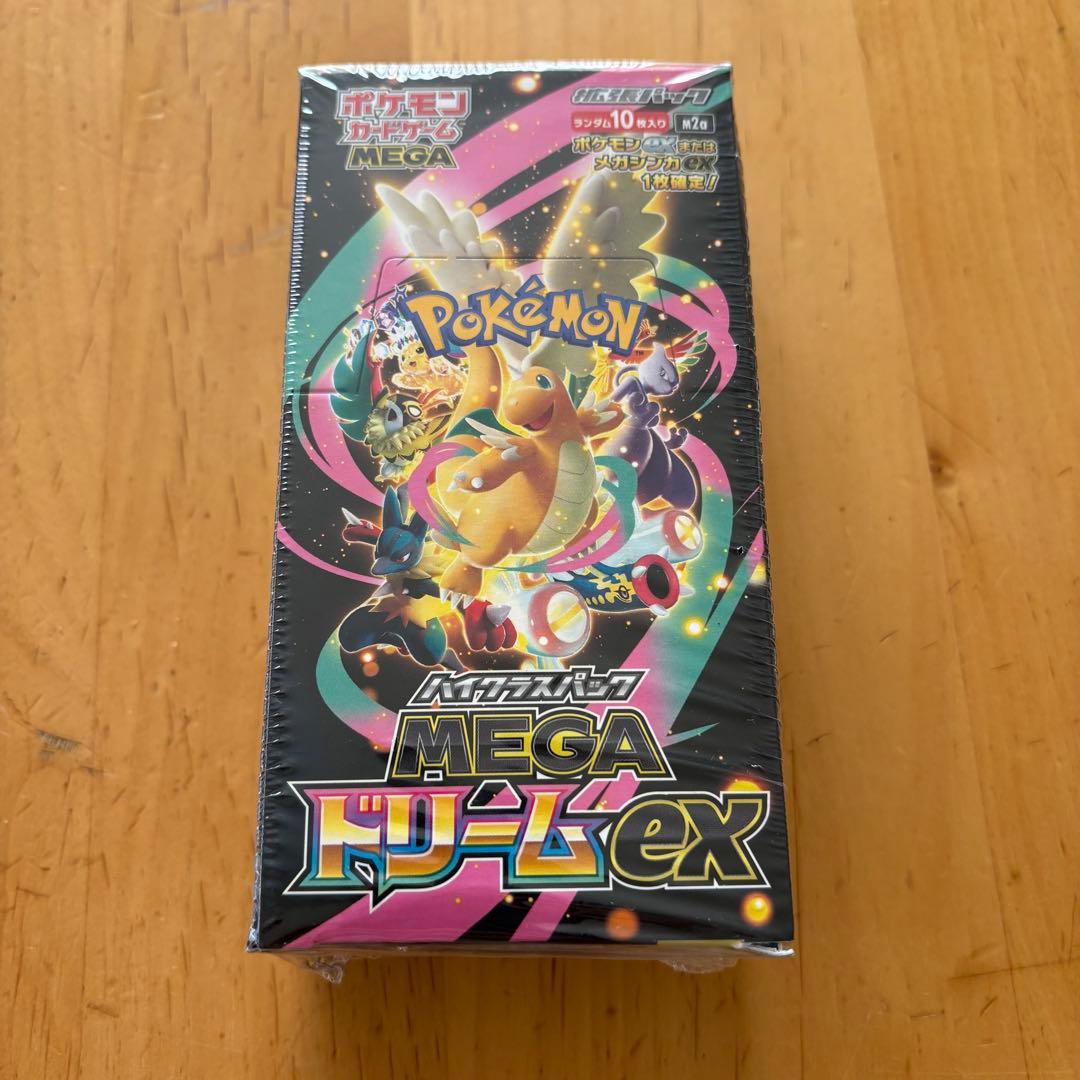 ポケモン
カードゲーム
MEGA
拡張パック
ランダム10枚入り M2a
ポケモンexまたは
メガシンカex
1枚確定!
POKéMON
TM
ハイクラスパック
MEGA
ドリームex